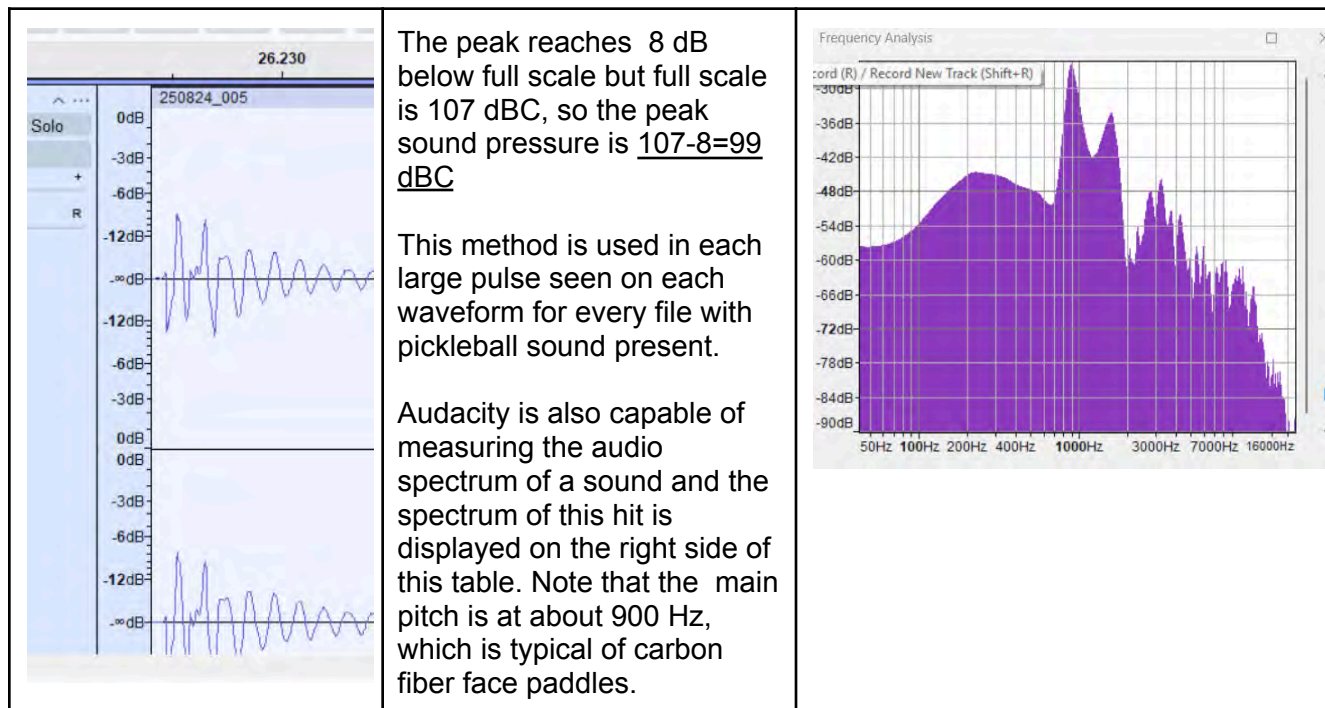 26.230
250824_005
Solo
+
R
0dB
-3dB
-6dB
-12dB
-∞dB
-12dB
-6dB
-3dB
0dB
0dB
-3dB
-6dB
-12dB
-∞dB
The peak reaches  8 dB
below full scale but full scale
is 107 dBC, so the peak
sound pressure is 107-8=99
dBC
This method is used in each
large pulse seen on each
waveform for every file with
pickleball sound present.
Audacity is also capable of
measuring the audio
spectrum of a sound and the
spectrum of this hit is
displayed on the right side of
this table. Note that the  main
pitch is at about 900 Hz,
which is typical of carbon
fiber face paddles.
Frequency Analysis
cord (R) / Record New Track (Shift+R)
-30dB
-36dB
-42dB
-48dB
-54dB
-60dB
-66dB
-72dB
-78dB
-84dB
-90dB
50Hz 100Hz 200Hz 400Hz 1000Hz 3000Hz 7000Hz 16000Hz